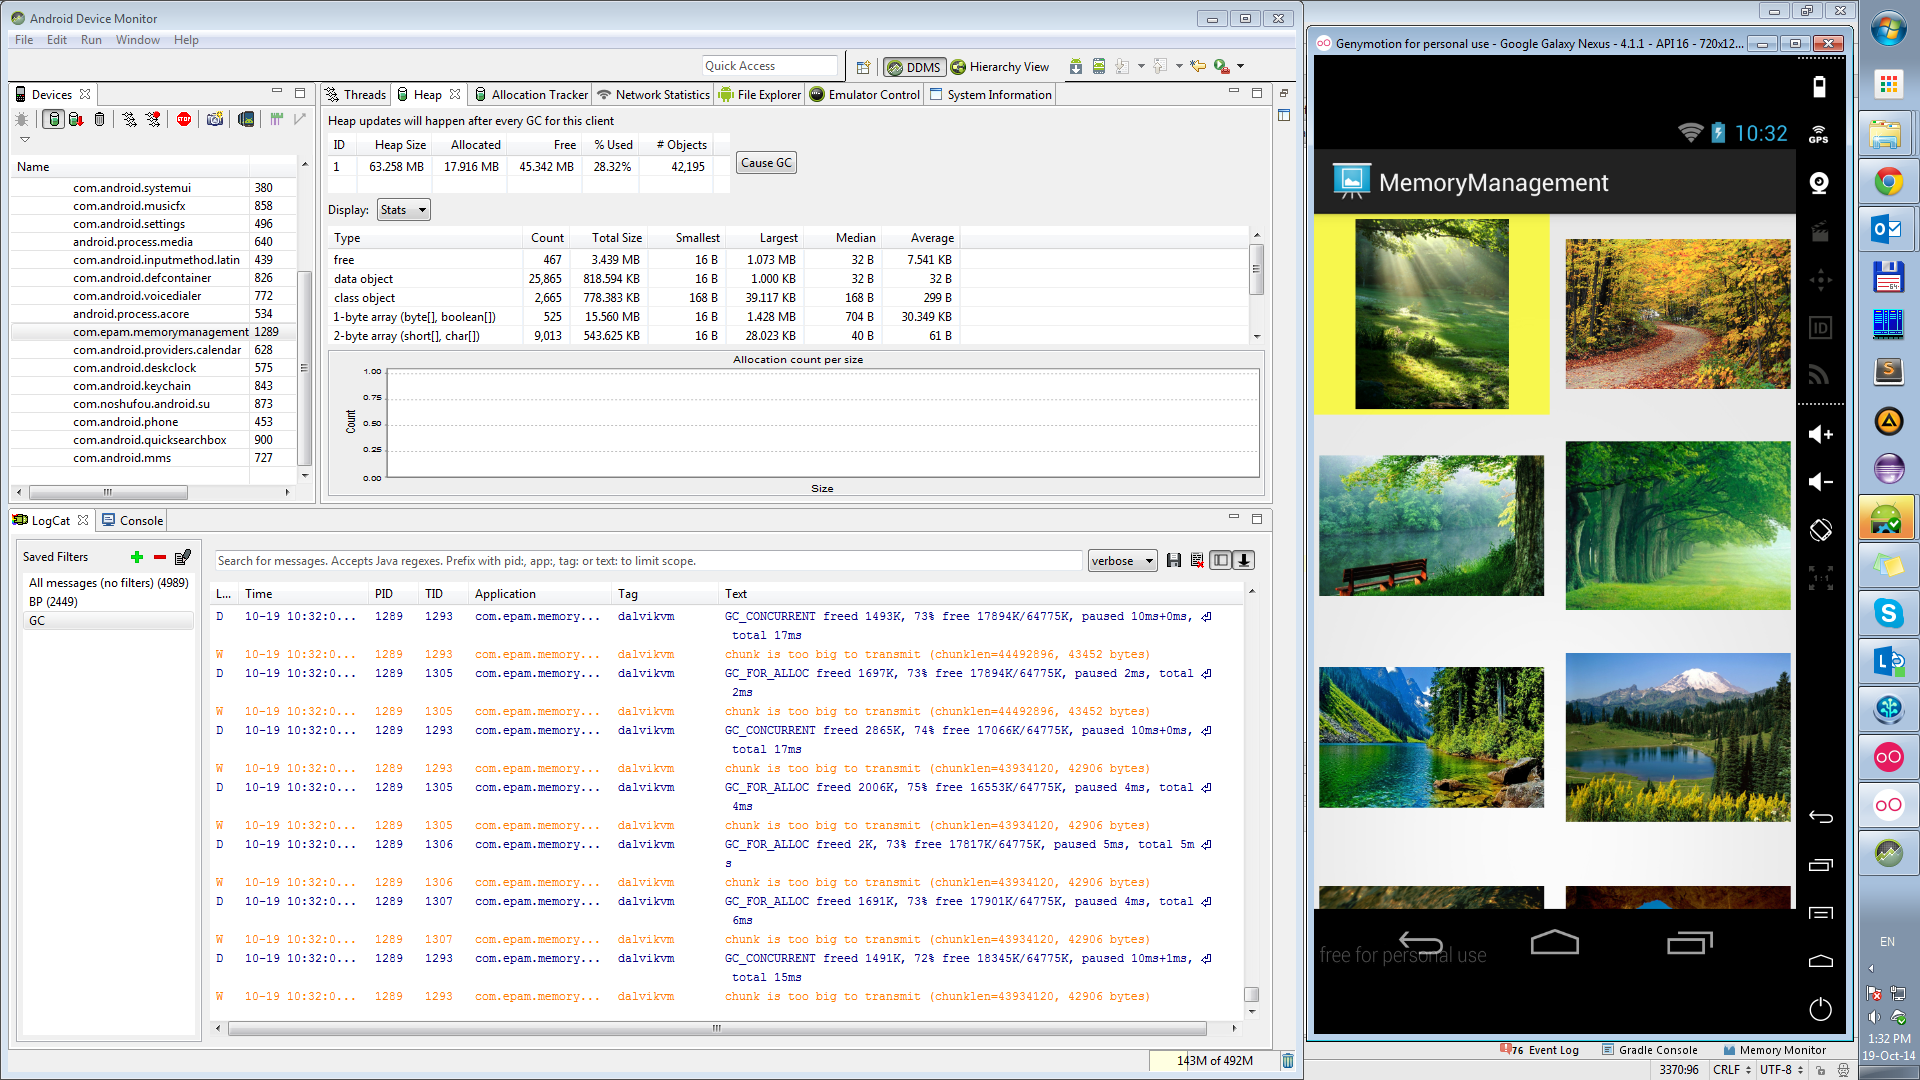 Android Device Monitor
File Edit Run Window Help
Quick Access
DDMS
Hierarchy View
Devices
Name
com.android.systemui 380
com.android.musicfx 858
com.android.settings 496
android.process.media 640
com.android.inputmethod.latin 439
com.android.defcontainer 826
com.android.voicedialer 772
android.process.acore 534
com.epam.memorymanagement 1289
com.android.providers.calendar 628
com.android.deskclock 575
com.android.keychain 843
com.noshufou.android.su 873
com.android.phone 453
com.android.quicksearchbox 900
com.android.mms 727
Threads Heap Allocation Tracker Network Statistics File Explorer Emulator Control System Information
Heap updates will happen after every GC for this client
ID Heap Size Allocated Free % Used # Objects
1 63.258 MB 17.916 MB 45.342 MB 28.32% 42,195
Cause GC
Display: Stats
Type Count Total Size Smallest Largest Median Average
free 467 3.439 MB 16 B 1.073 MB 32 B 7.541 KB
data object 25,865 818.594 KB 16 B 1.000 KB 32 B 32 B
class object 2,665 778.383 KB 168 B 39.117 KB 168 B 299 B
1-byte array (byte[], boolean[]) 525 15.560 MB 16 B 1.428 MB 704 B 30.349 KB
2-byte array (short[], char[]) 9,013 543.625 KB 16 B 28.023 KB 40 B 61 B
Allocation count per size
1.00
0.75
0.50
0.25
0.00
Count
Size
LogCat Console
Saved Filters
All messages (no filters) (4989)
BP (2449)
GC
Search for messages. Accepts Java regexes. Prefix with pid:, app:, tag: or text: to limit scope.
verbose
L... Time PID TID Application Tag Text
D 10-19 10:32:0... 1289 1293 com.epam.memory... dalvikvm GC_CONCURRENT freed 1493K, 73% free 17894K/64775K, paused 10ms+0ms,
total 17ms
W 10-19 10:32:0... 1289 1293 com.epam.memory... dalvikvm chunk is too big to transmit (chunklen=44492896, 43452 bytes)
D 10-19 10:32:0... 1289 1305 com.epam.memory... dalvikvm GC_FOR_ALLOC freed 1697K, 73% free 17894K/64775K, paused 2ms, total
2ms
W 10-19 10:32:0... 1289 1305 com.epam.memory... dalvikvm chunk is too big to transmit (chunklen=44492896, 43452 bytes)
D 10-19 10:32:0... 1289 1293 com.epam.memory... dalvikvm GC_CONCURRENT freed 2865K, 74% free 17066K/64775K, paused 10ms+0ms,
total 17ms
W 10-19 10:32:0... 1289 1293 com.epam.memory... dalvikvm chunk is too big to transmit (chunklen=43934120, 42906 bytes)
D 10-19 10:32:0... 1289 1305 com.epam.memory... dalvikvm GC_FOR_ALLOC freed 2006K, 75% free 16553K/64775K, paused 4ms, total
4ms
W 10-19 10:32:0... 1289 1305 com.epam.memory... dalvikvm chunk is too big to transmit (chunklen=43934120, 42906 bytes)
D 10-19 10:32:0... 1289 1306 com.epam.memory... dalvikvm GC_FOR_ALLOC freed 2K, 73% free 17817K/64775K, paused 5ms, total 5m
s
W 10-19 10:32:0... 1289 1306 com.epam.memory... dalvikvm chunk is too big to transmit (chunklen=43934120, 42906 bytes)
D 10-19 10:32:0... 1289 1307 com.epam.memory... dalvikvm GC_FOR_ALLOC freed 1691K, 73% free 17901K/64775K, paused 4ms, total
6ms
W 10-19 10:32:0... 1289 1307 com.epam.memory... dalvikvm chunk is too big to transmit (chunklen=43934120, 42906 bytes)
D 10-19 10:32:0... 1289 1293 com.epam.memory... dalvikvm GC_CONCURRENT freed 1491K, 72% free 18345K/64775K, paused 10ms+1ms,
total 15ms
W 10-19 10:32:0... 1289 1293 com.epam.memory... dalvikvm chunk is too big to transmit (chunklen=43934120, 42906 bytes)
143M of 492M
Genymotion for personal use - Google Galaxy Nexus - 4.1.1 - API 16 - 720x12...
10:32
GPS
MemoryManagement
ID
1:1
free for personal use
76 Event Log Gradle Console Memory Monitor
3370:96 CRLF UTF-8
EN
1:32 PM
19-Oct-14